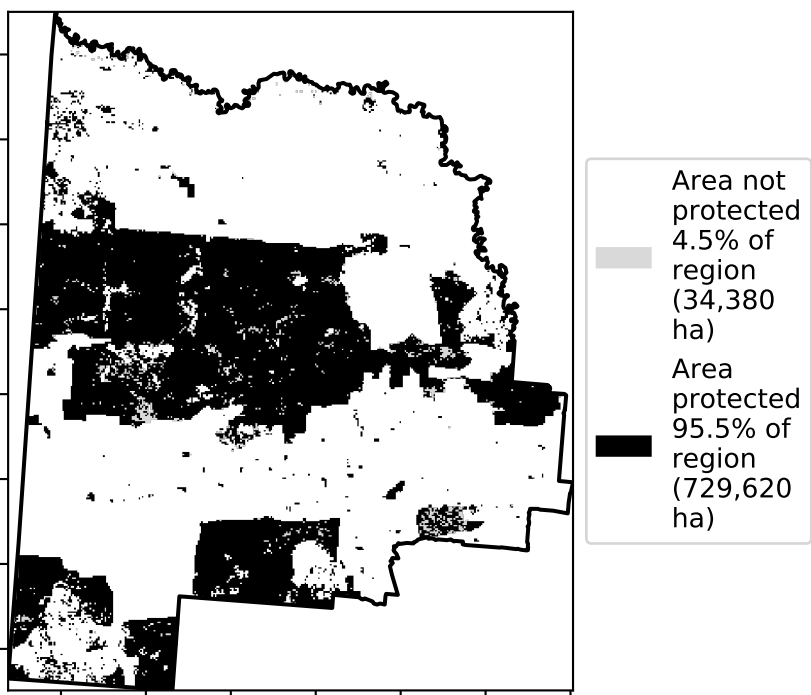 Area not
protected
4.5% of
region
(34,380
ha)
Area
protected
95.5% of
region
(729,620
ha)